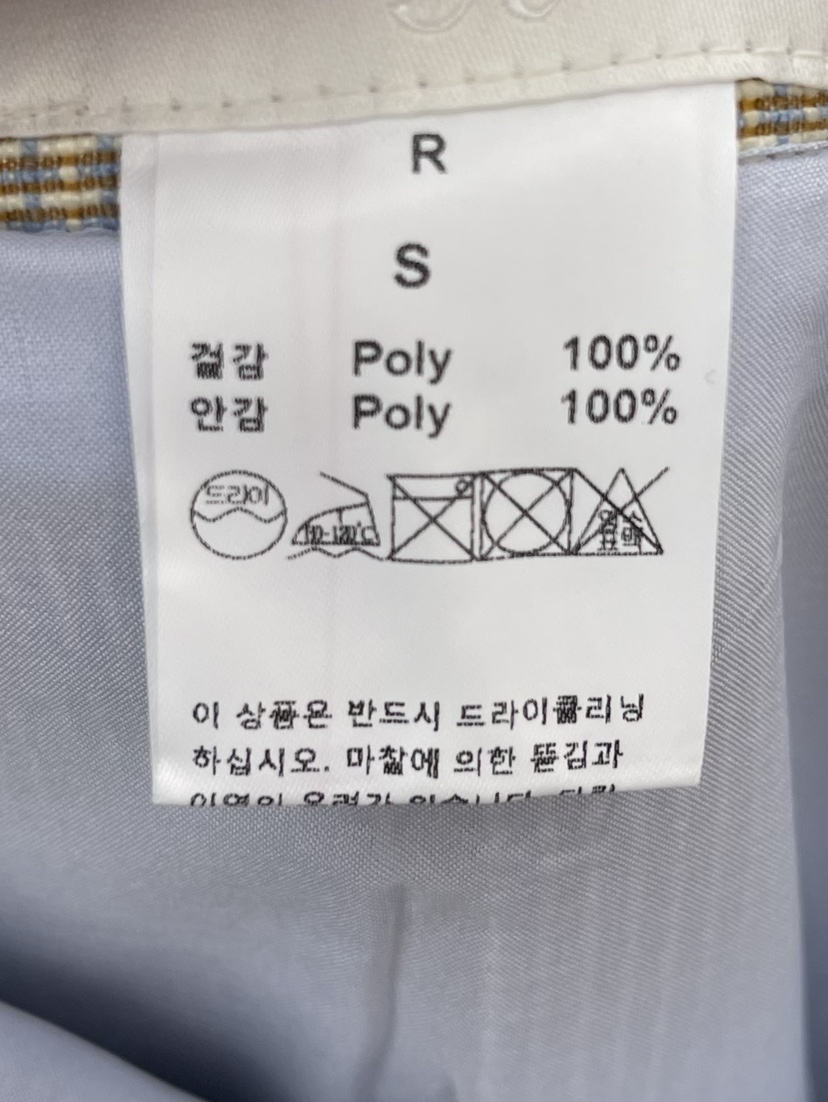 R
S
겉감 Poly 100%
안감 Poly 100%
드라이
염소 표백
이 상품은 반드시 드라이클리닝
하십시오. 마찰에 의한 뜯김과